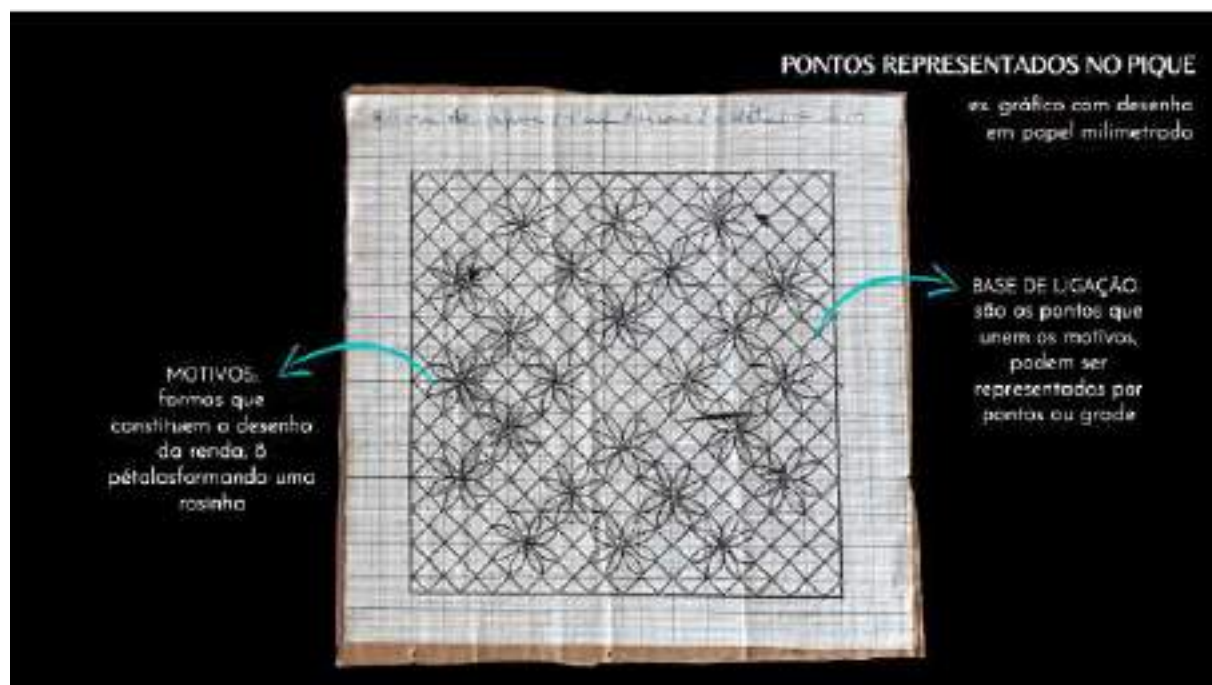 PONTOS REPRESENTADOS NO PIQUE
ex. gráfico com desenho
em papel milimetrado
BASE DE LIGAÇÃO:
são os pontos que
unem os motivos,
podem ser
representados por
pontos ou grade
MOTIVOS:
formas que
constituem o desenho
da renda, 8
pétalasformando uma
rosinha